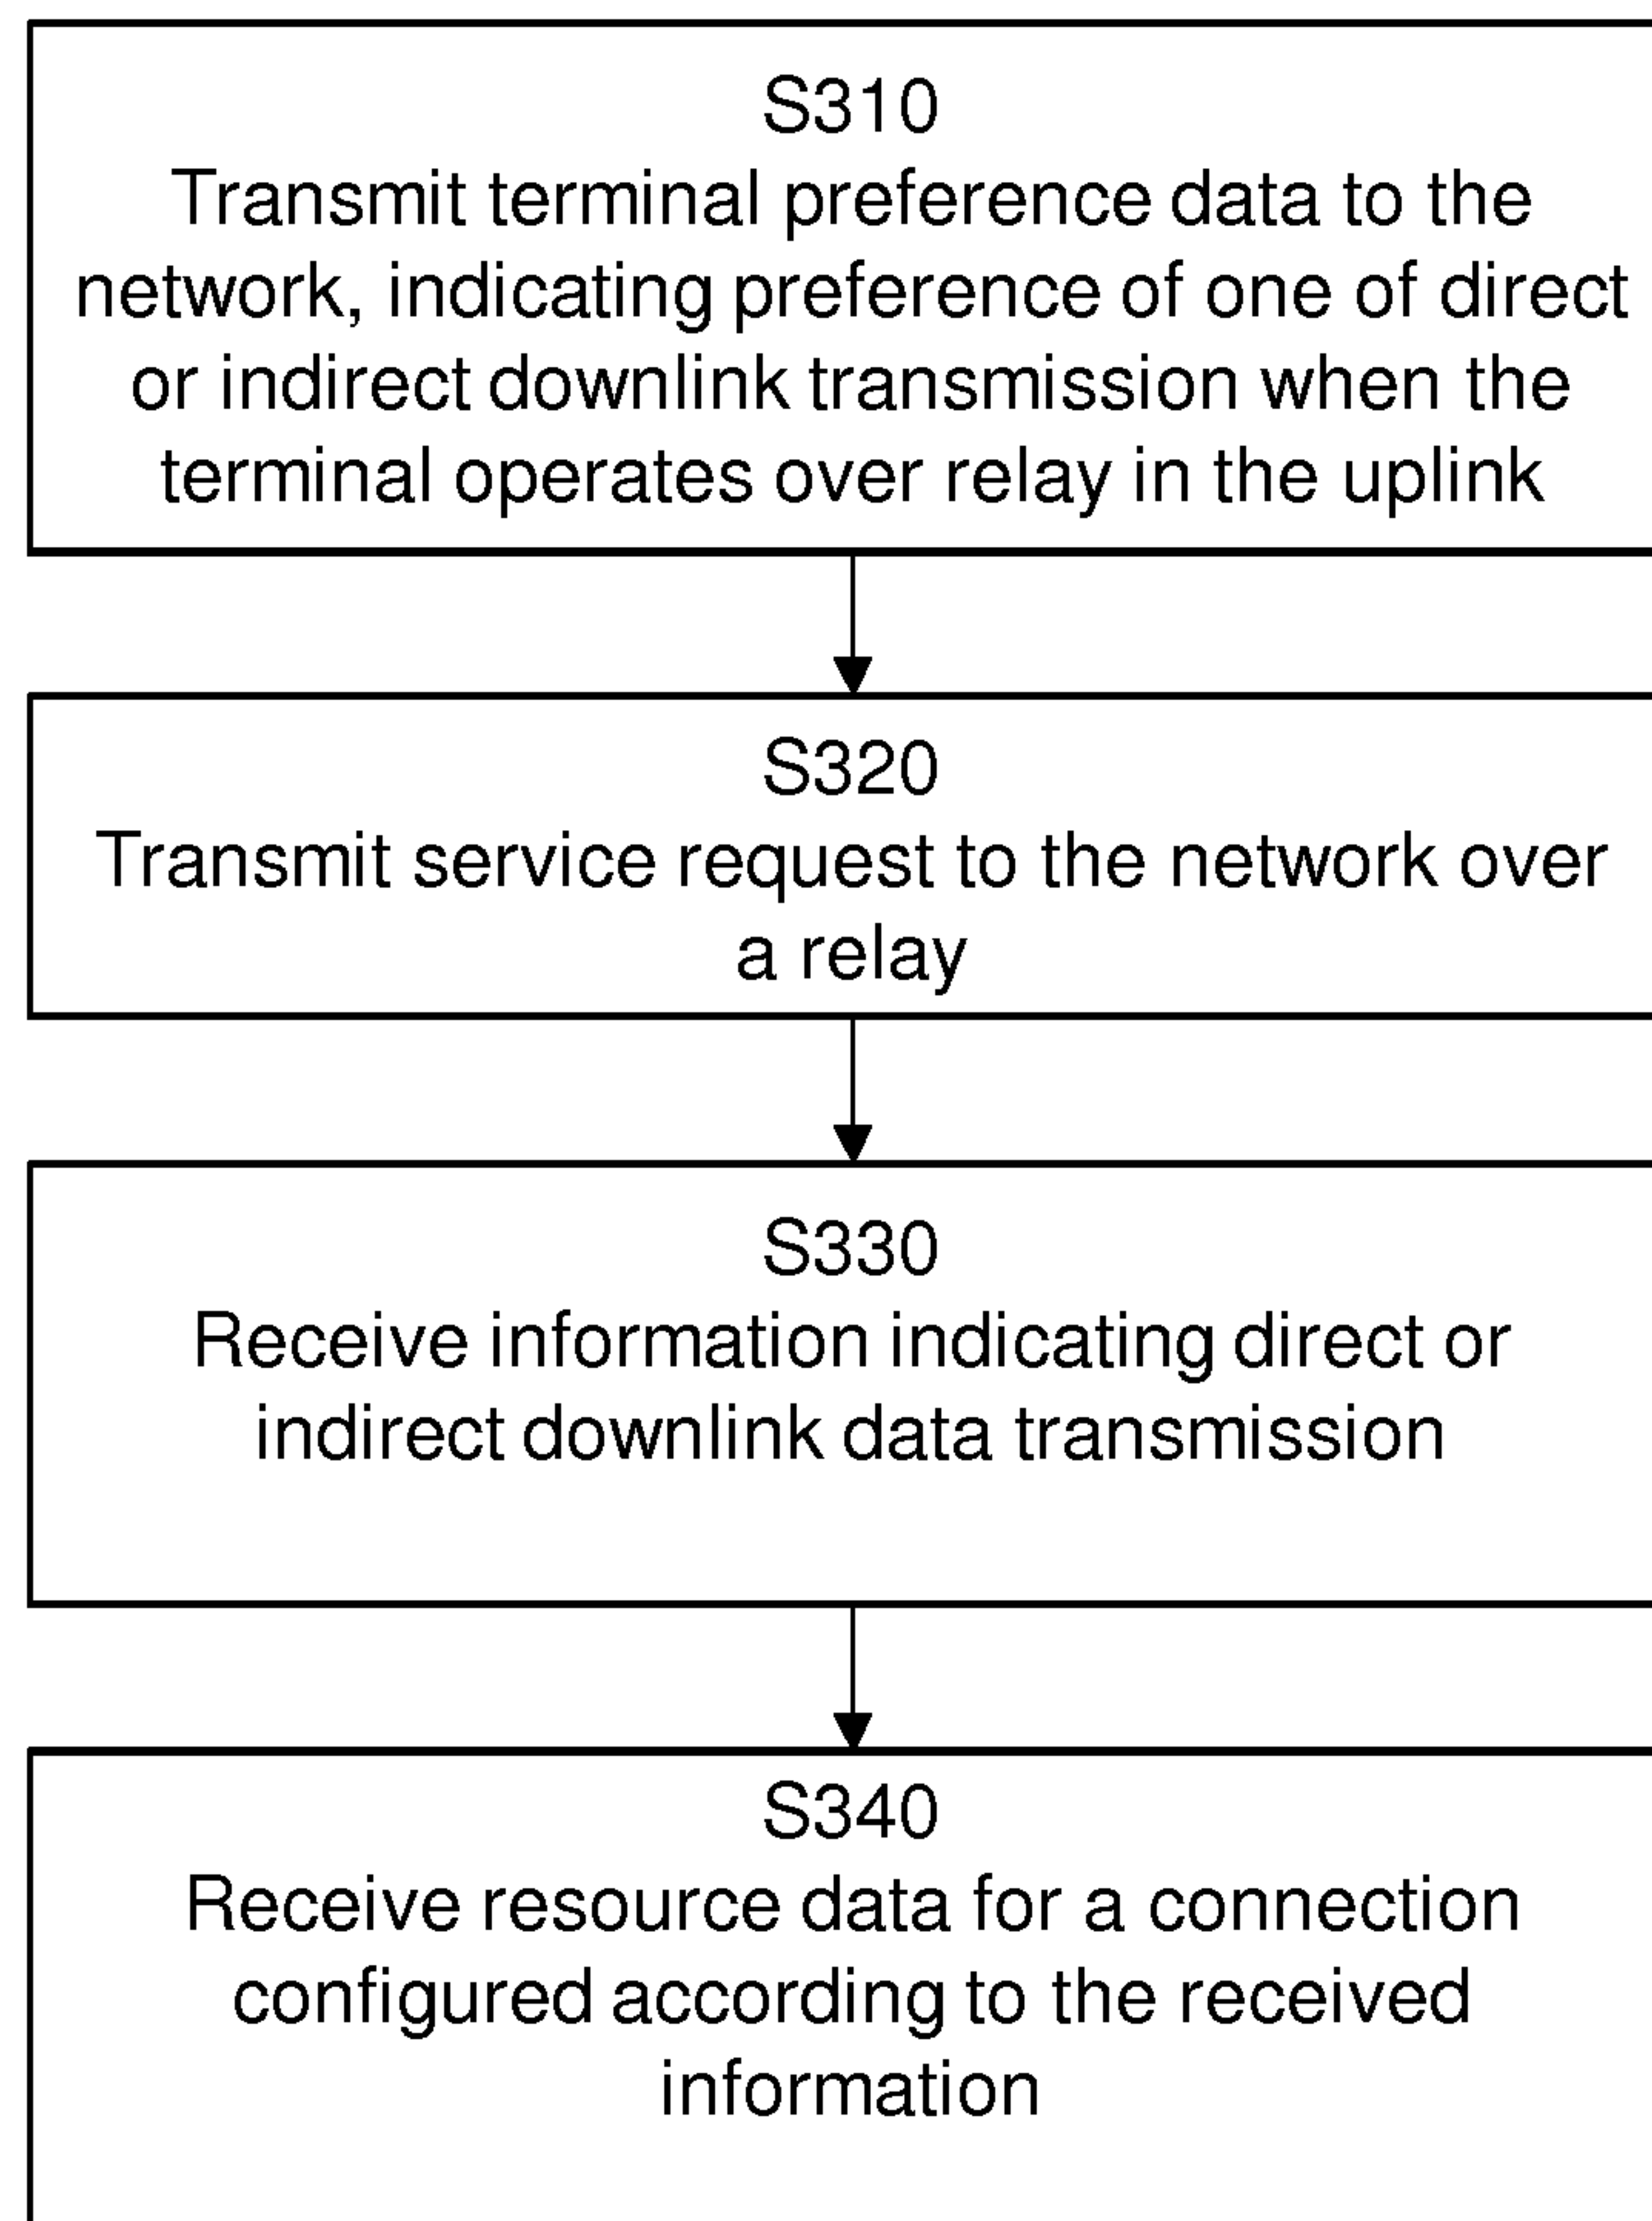 S310
Transmit terminal preference data to the
network, indicating preference of one of direct
or indirect downlink transmission when the
terminal operates over relay in the uplink
S320
Transmit service request to the network over
a relay
S330
Receive information indicating direct or
indirect downlink data transmission
S340
Receive resource data for a connection
configured according to the received
information